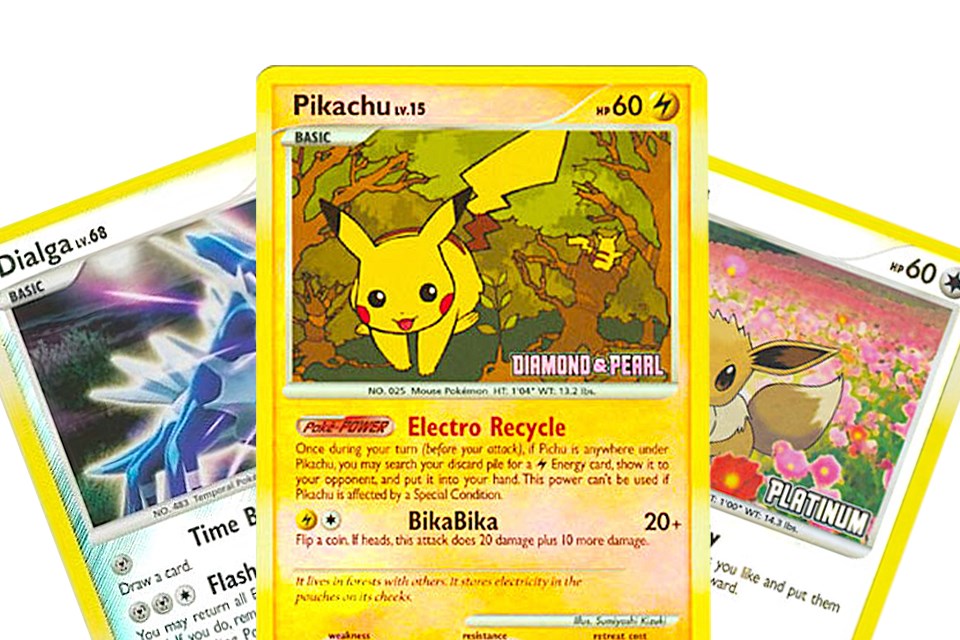 Pikachu LV.15 HP 60
BASIC
DIAMOND & PEARL
NO. 025 Mouse Pokémon HT: 1'04" WT: 13.2 lbs.
Poké-POWER Electro Recycle
Once during your turn (before your attack), if Pichu is anywhere under
Pikachu, you may search your discard pile for a Energy card, show it to
your opponent, and put it into your hand. This power can't be used if
Pikachu is affected by a Special Condition.
BikaBika 20+
Flip a coin. If heads, this attack does 20 damage plus 10 more damage.
It lives in forests with others. It stores electricity in the
pouches on its cheeks.
Illus. Sumiyoshi Kizuki
weakness resistance retreat cost
Dialga LV.68
BASIC
NO. 483 Temporal
Time
Draw a card.
Flash
You may return all
If you do,
HP 60
PLATINUM
HT: 1'00" WT: 14.3 lbs.
you like and put them